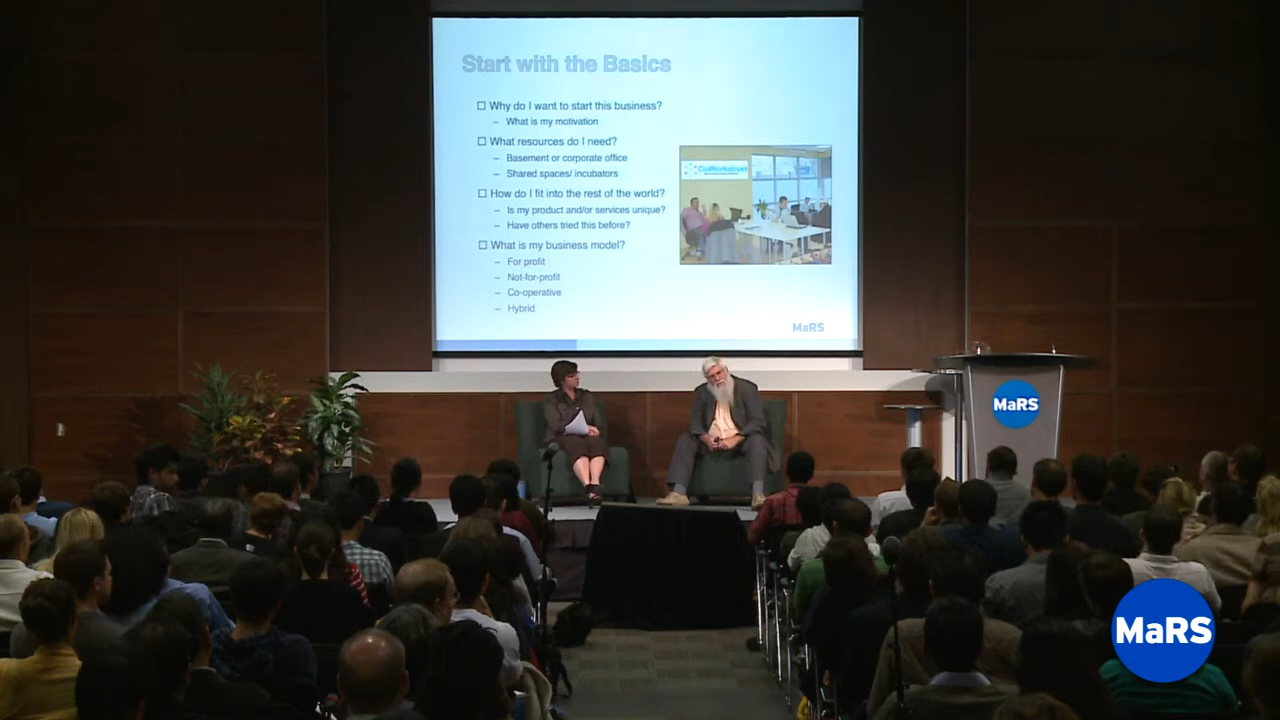 Start with the Basics
Why do I want to start this business?
– What is my motivation
What resources do I need?
– Basement or corporate office
– Shared spaces/ incubators
How do I fit into the rest of the world?
– Is my product and/or services unique?
– Have others tried this before?
What is my business model?
– For profit
– Not-for-profit
– Co-operative
– Hybrid
CoWorkative
MaRS
MaRS
MaRS